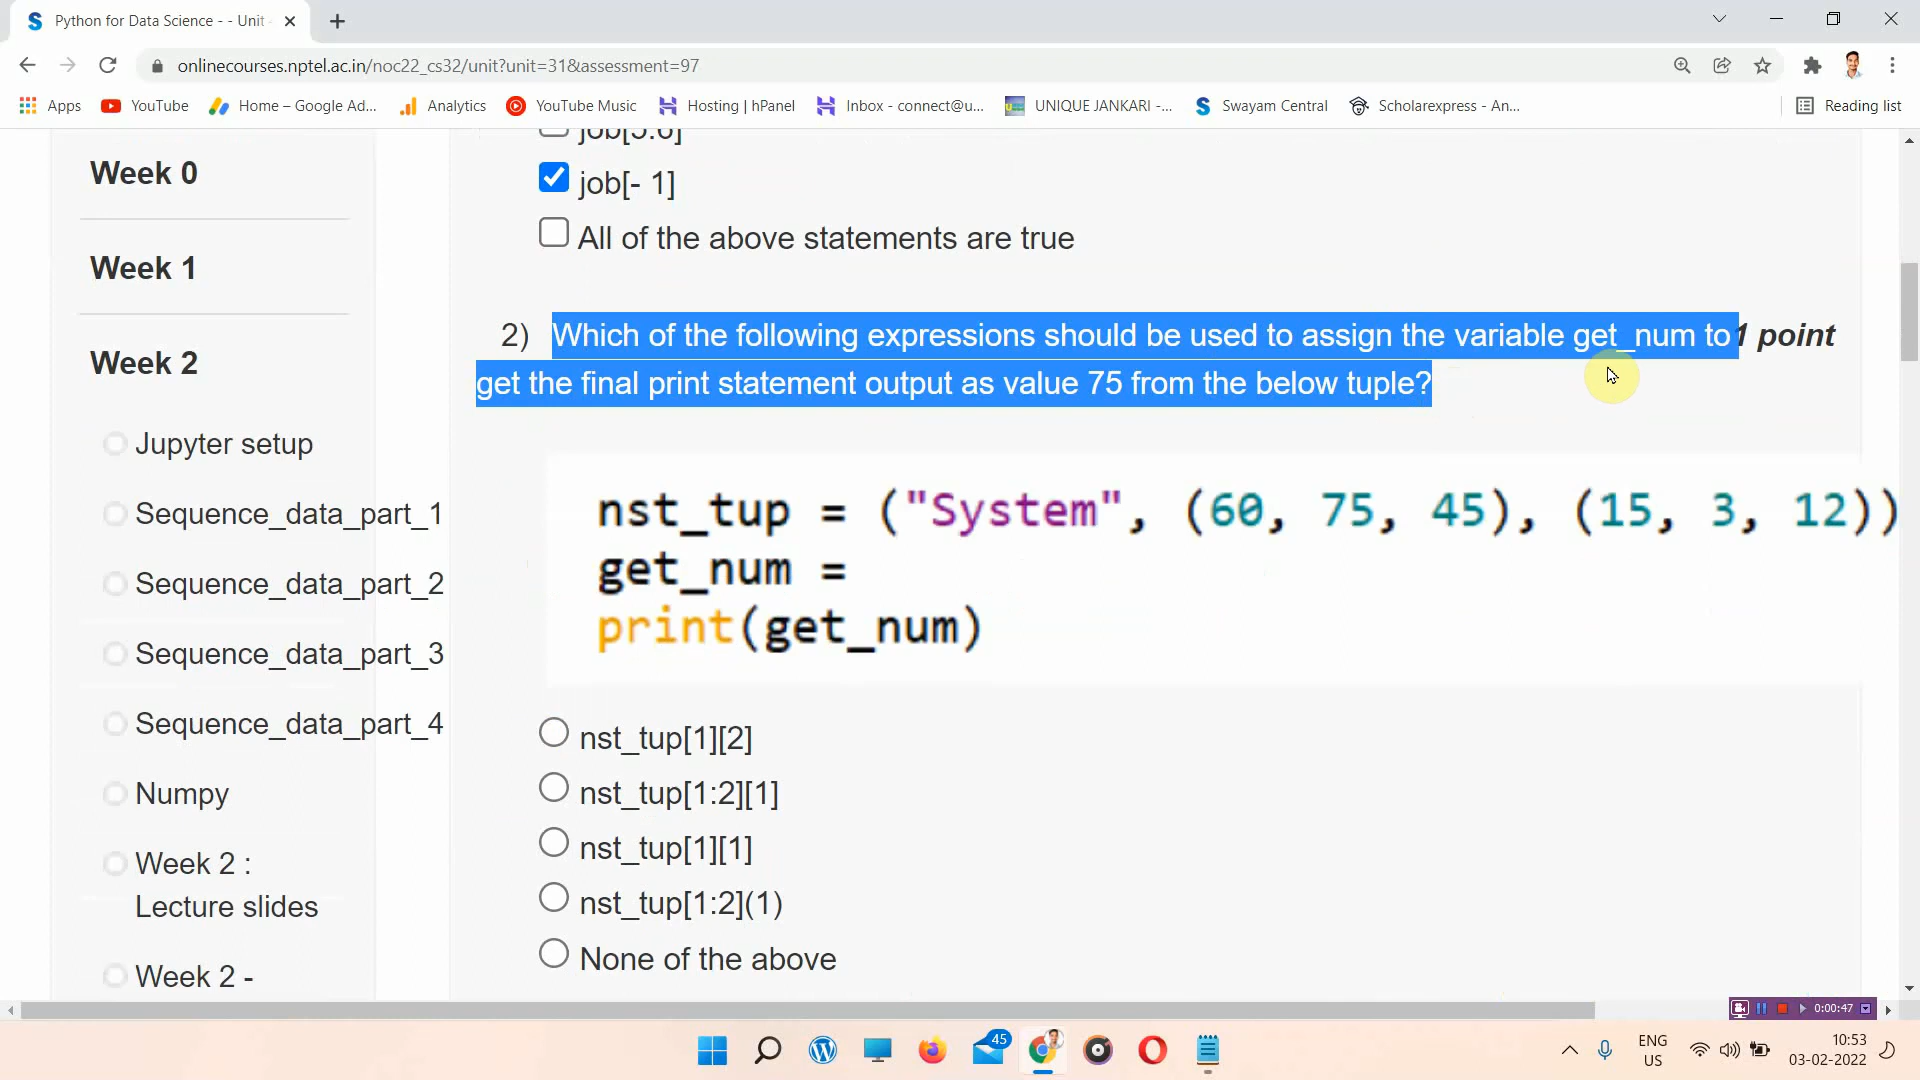 Python for Data Science - - Unit -
onlinecourses.nptel.ac.in/noc22_cs32/unit?unit=31&assessment=97
Apps YouTube Home – Google Ad... Analytics YouTube Music Hosting | hPanel Inbox - connect@u... UNIQUE JANKARI -... Swayam Central Scholarexpress - An... Reading list
Week 0
Week 1
Week 2
Jupyter setup
Sequence_data_part_1
Sequence_data_part_2
Sequence_data_part_3
Sequence_data_part_4
Numpy
Week 2 :
Lecture slides
Week 2 -
job[5:6]
job[- 1]
All of the above statements are true
2) Which of the following expressions should be used to assign the variable get_num to 1 point
get the final print statement output as value 75 from the below tuple?
nst_tup = ("System", (60, 75, 45), (15, 3, 12))
get_num =
print(get_num)
nst_tup[1][2]
nst_tup[1:2][1]
nst_tup[1][1]
nst_tup[1:2](1)
None of the above
0:00:47
45
ENG
US
10:53
03-02-2022